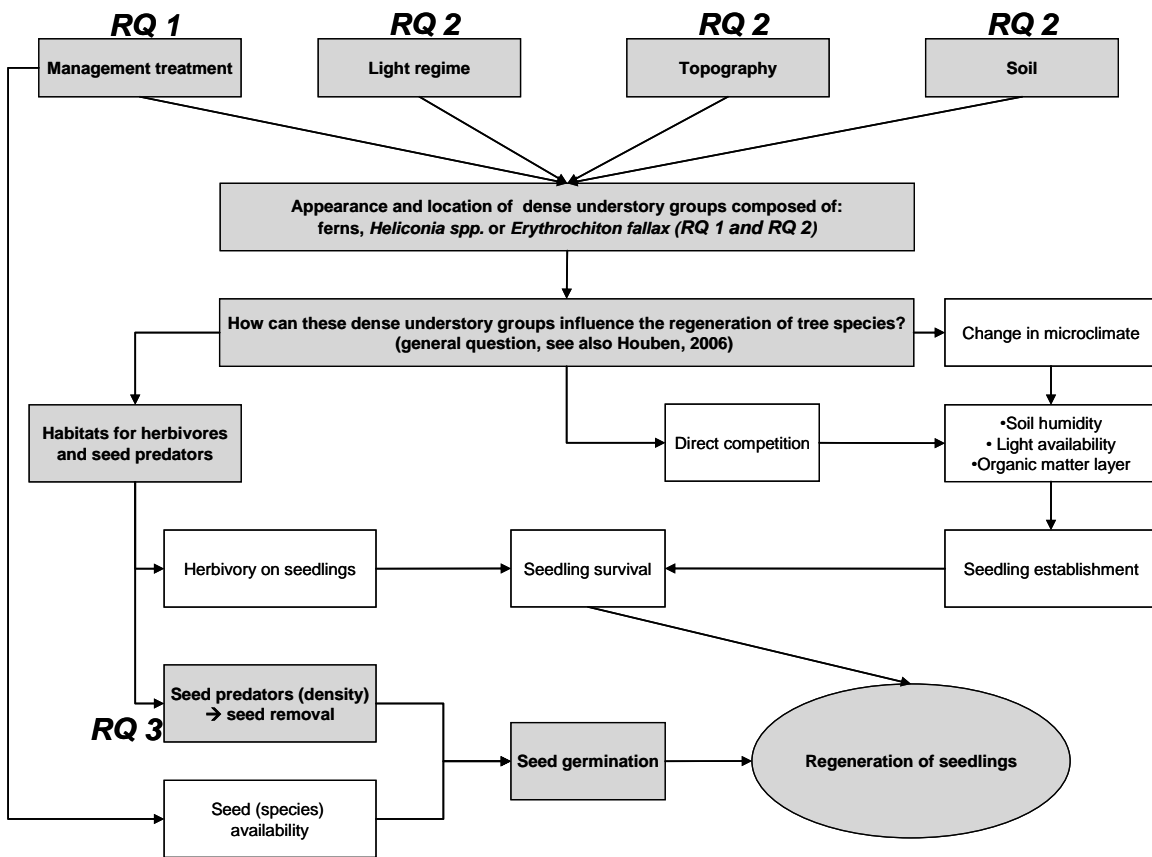 RQ 1
RQ 2
RQ 2
RQ 2
Management treatment
Light regime
Topography
Soil
Appearance and location of dense understory groups composed of:
ferns, Heliconia spp. or Erythrochiton fallax (RQ 1 and RQ 2)
How can these dense understory groups influence the regeneration of tree species?
(general question, see also Houben, 2006)
Change in microclimate
Habitats for herbivores
and seed predators
Direct competition
•Soil humidity
• Light availability
•Organic matter layer
Herbivory on seedlings
Seedling survival
Seedling establishment
Seed predators (density)
→ seed removal
RQ 3
Seed germination
Regeneration of seedlings
Seed (species)
availability